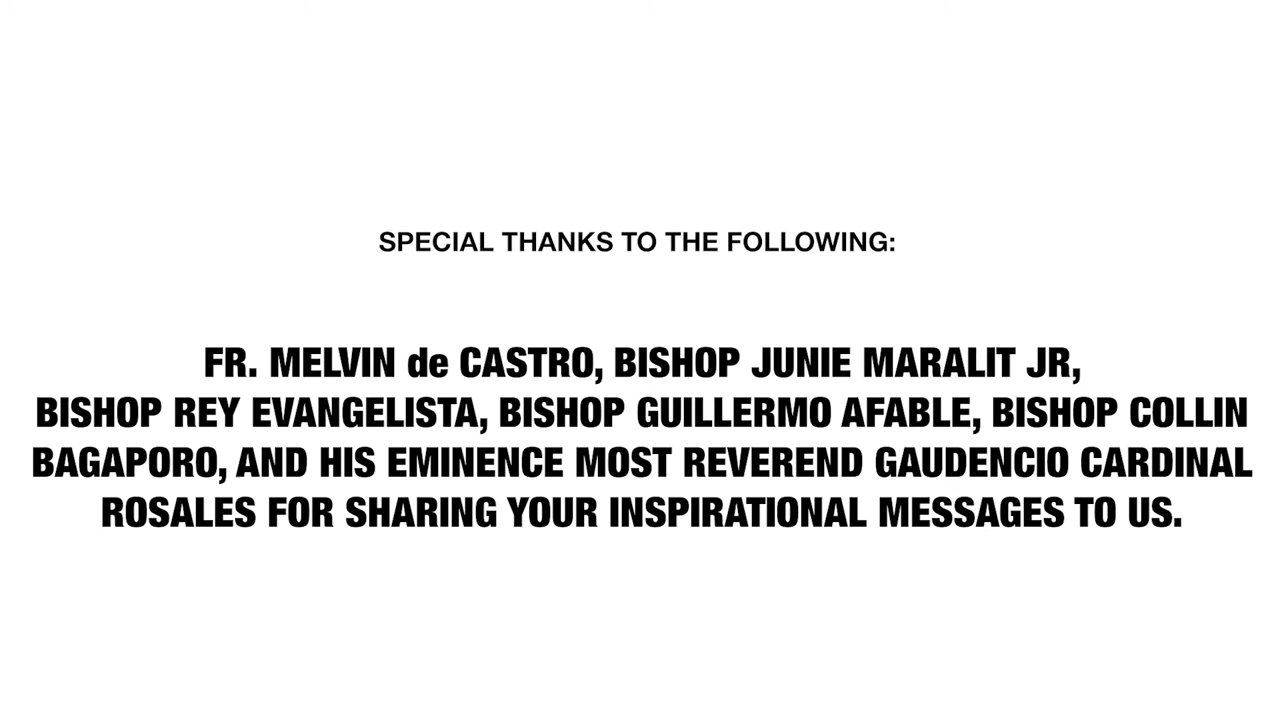 SPECIAL THANKS TO THE FOLLOWING:
FR. MELVIN de CASTRO, BISHOP JUNIE MARALIT JR,
BISHOP REY EVANGELISTA, BISHOP GUILLERMO AFABLE, BISHOP COLLIN
BAGAPORO, AND HIS EMINENCE MOST REVEREND GAUDENCIO CARDINAL
ROSALES FOR SHARING YOUR INSPIRATIONAL MESSAGES TO US.